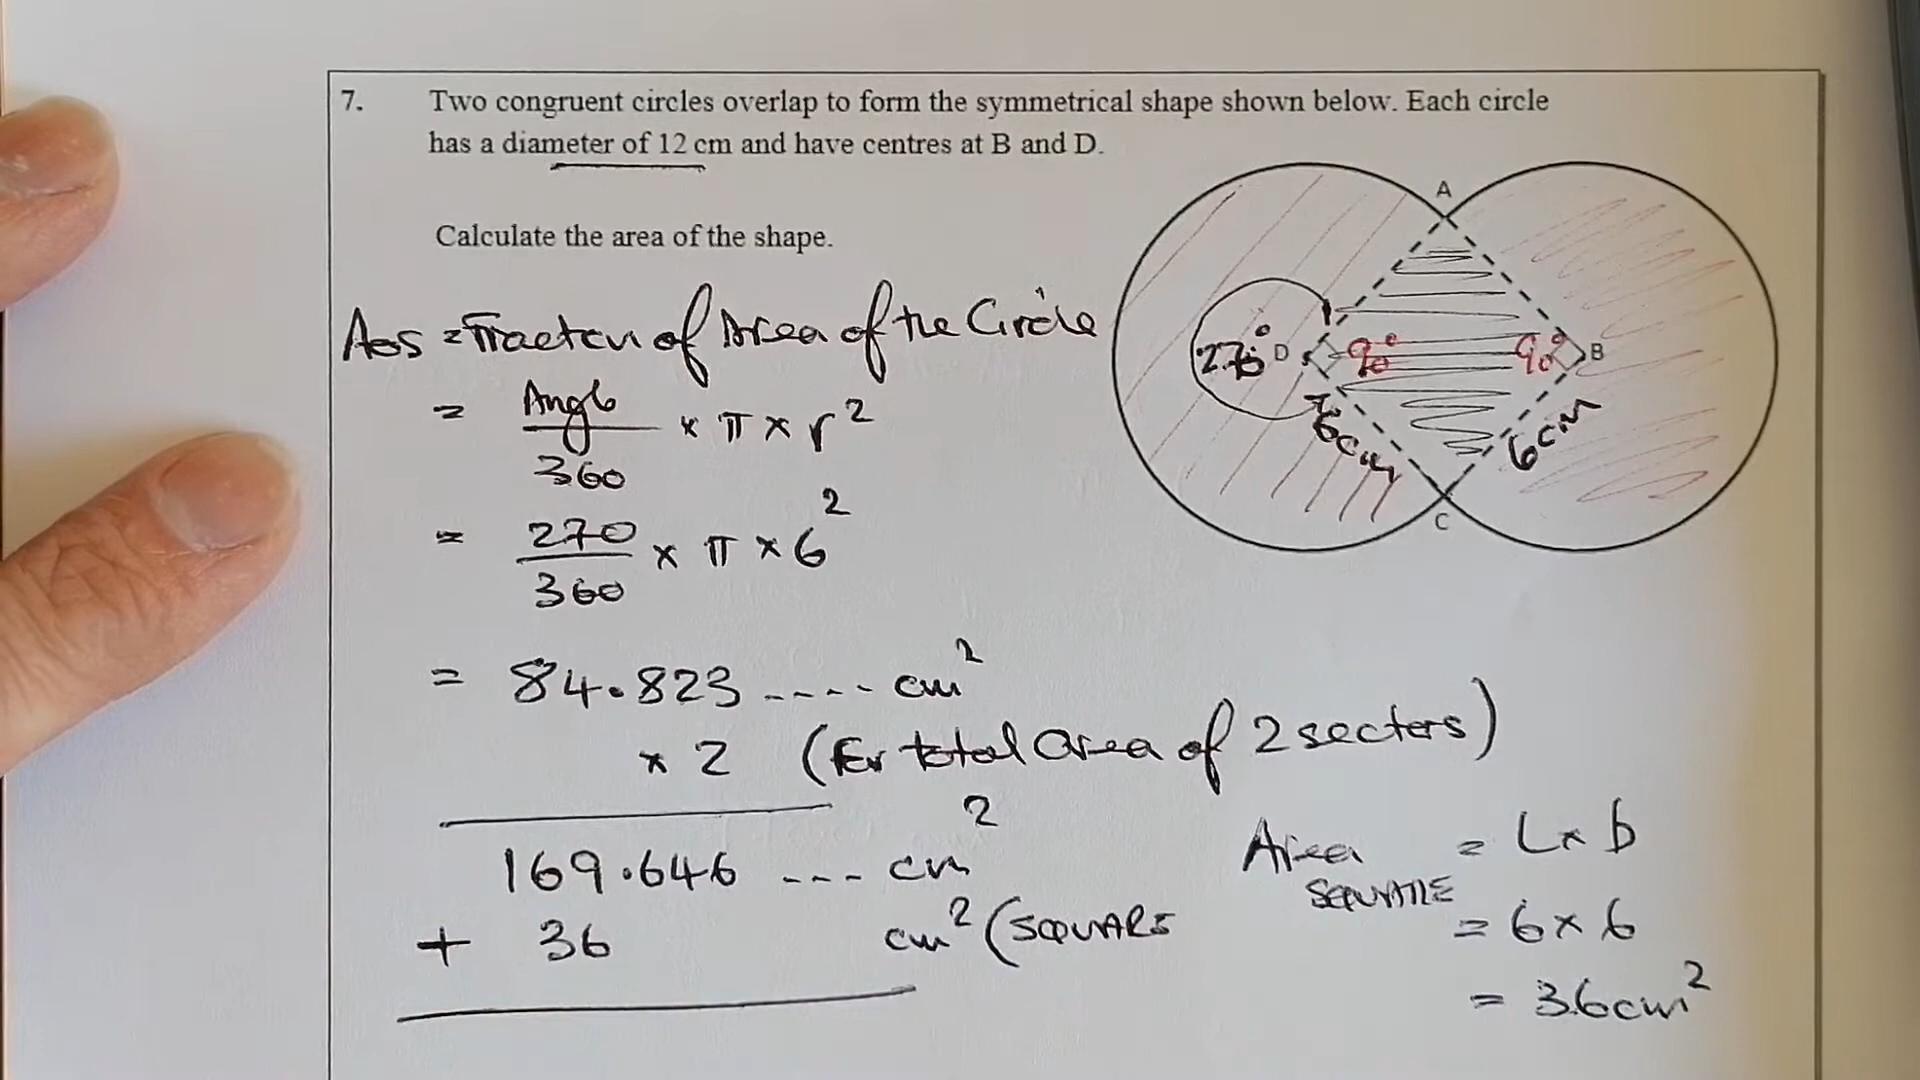 7. Two congruent circles overlap to form the symmetrical shape shown below. Each circle
has a diameter of 12 cm and have centres at B and D.
Calculate the area of the shape.
A
D
B
C
270°
90°
90°
6cm
6cm
AoS = Fraction of Area of the Circle
= Angle/360 × π × r²
= 270/360 × π × 6²
= 84.823 ---- cm²
× 2 (For total area of 2 sectors)
169.646 --- cm²
+ 36 cm² (SQUARE
Area SQUARE = L × b
= 6 × 6
= 36cm²